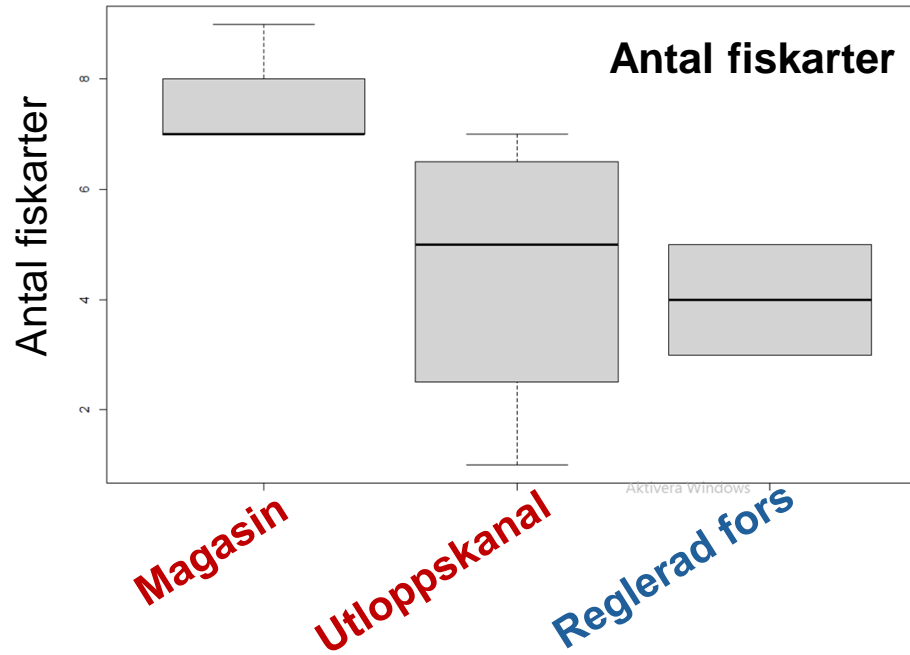 Antal fiskarter
Antal fiskarter
8
6
4
2
Aktivera Windows
Magasin
Utloppskanal
Reglerad fors